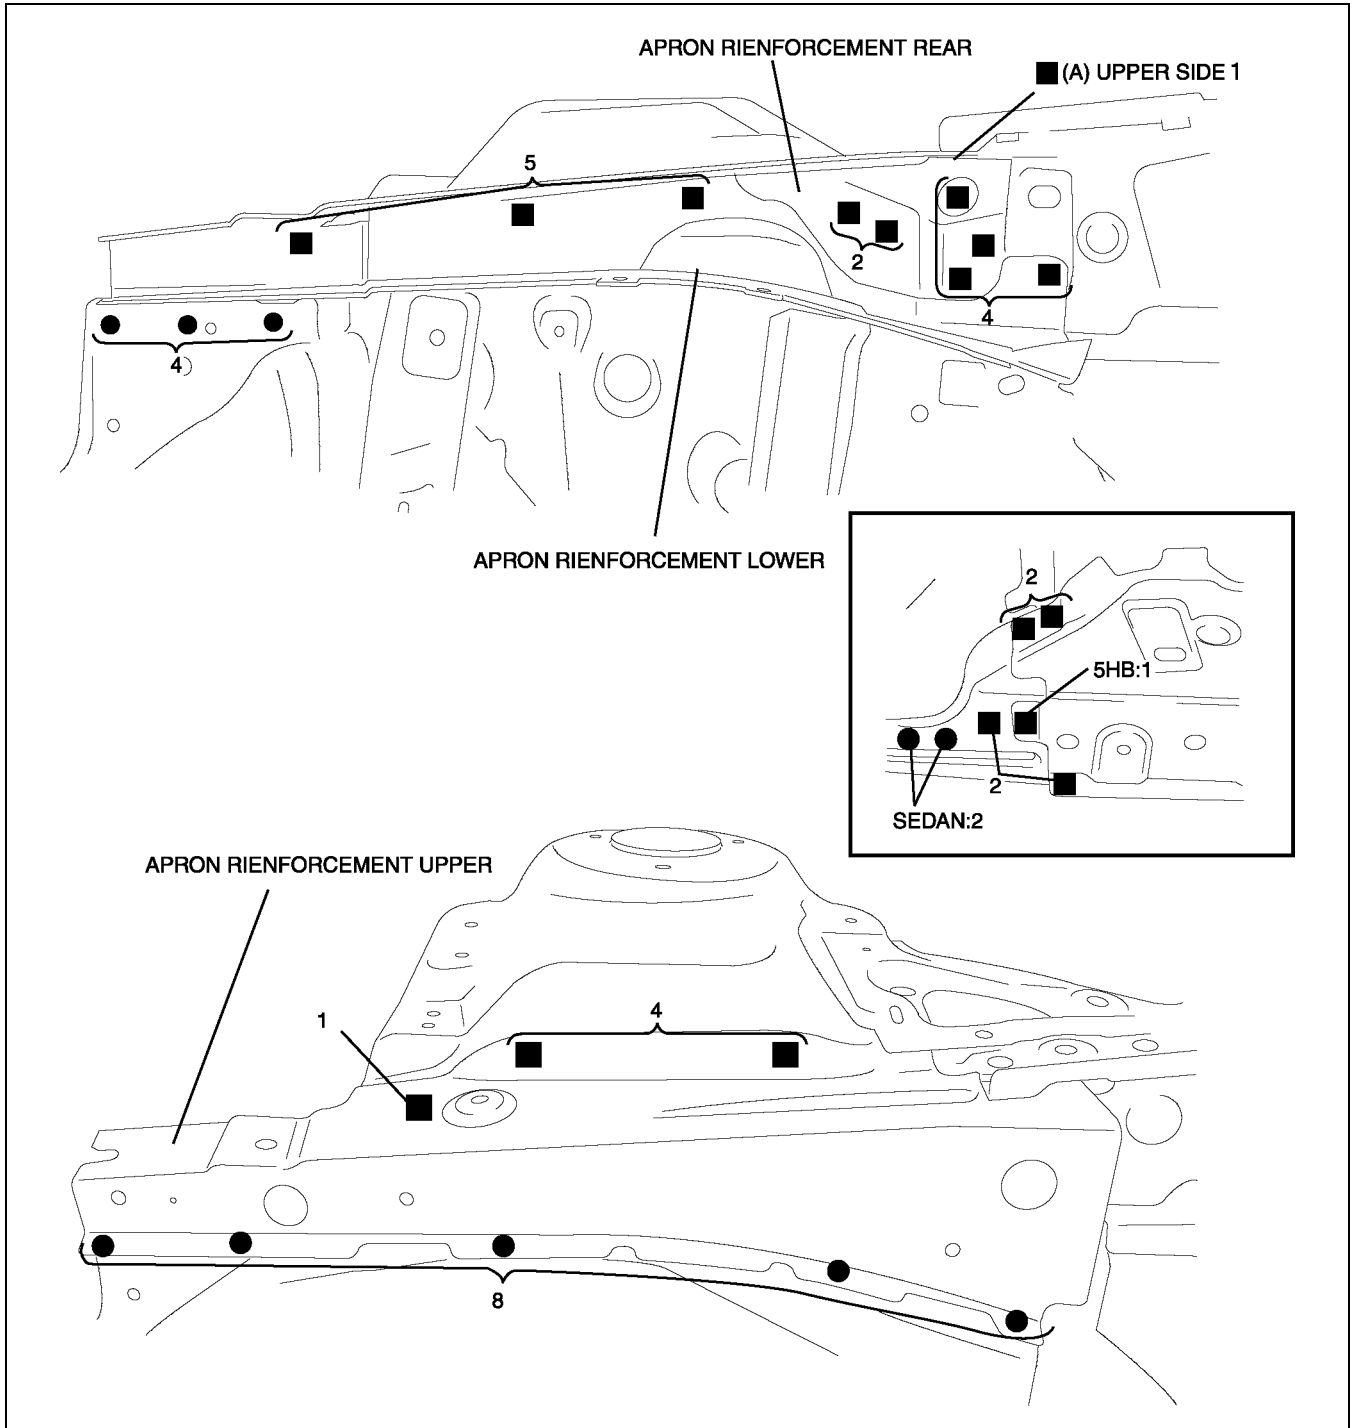 APRON RIENFORCEMENT REAR
(A) UPPER SIDE 1
5
2
4
4
APRON RIENFORCEMENT LOWER
2
5HB:1
2
SEDAN:2
APRON RIENFORCEMENT UPPER
1
4
8